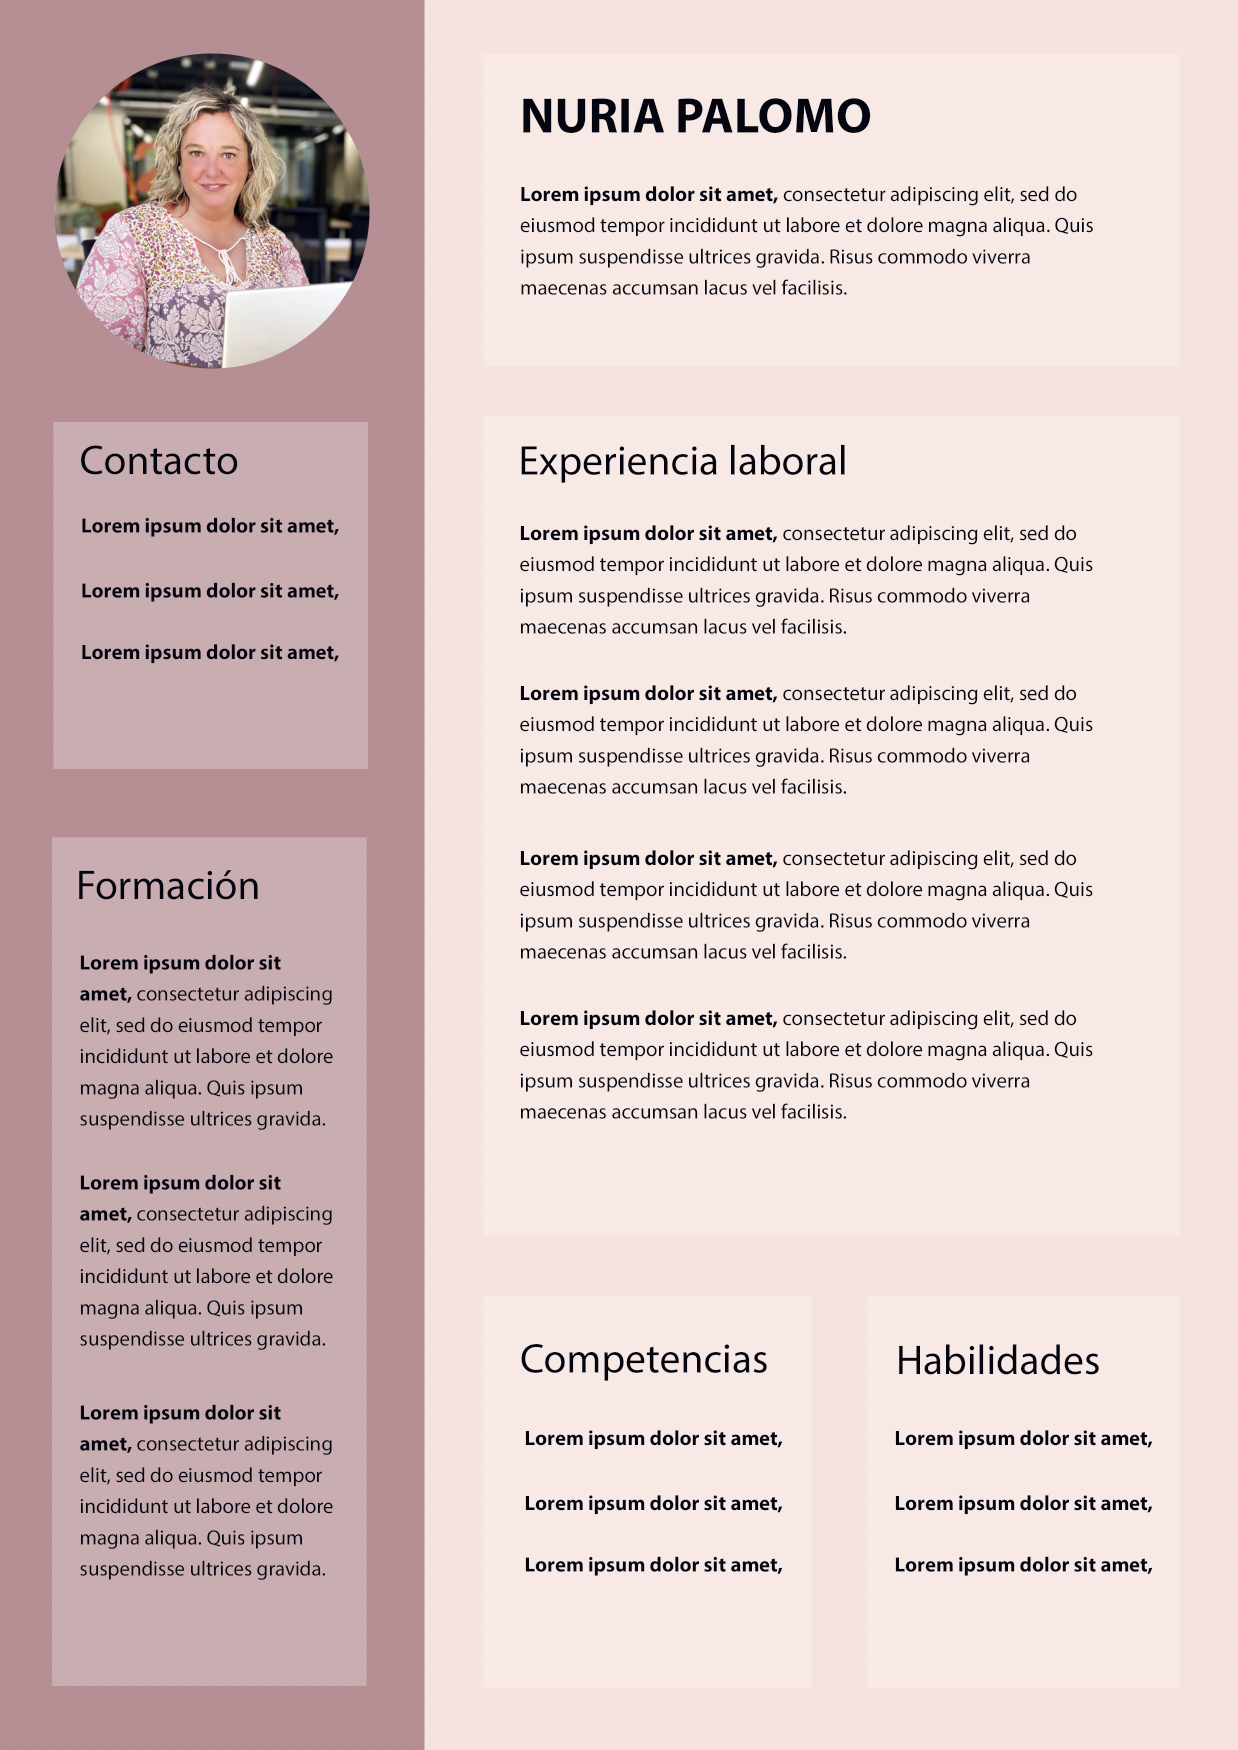 NURIA PALOMO
Lorem ipsum dolor sit amet, consectetur adipiscing elit, sed do
eiusmod tempor incididunt ut labore et dolore magna aliqua. Quis
ipsum suspendisse ultrices gravida. Risus commodo viverra
maecenas accumsan lacus vel facilisis.
Contacto
Lorem ipsum dolor sit amet,
Lorem ipsum dolor sit amet,
Lorem ipsum dolor sit amet,
Formación
Lorem ipsum dolor sit
amet, consectetur adipiscing
elit, sed do eiusmod tempor
incididunt ut labore et dolore
magna aliqua. Quis ipsum
suspendisse ultrices gravida.
Lorem ipsum dolor sit
amet, consectetur adipiscing
elit, sed do eiusmod tempor
incididunt ut labore et dolore
magna aliqua. Quis ipsum
suspendisse ultrices gravida.
Lorem ipsum dolor sit
amet, consectetur adipiscing
elit, sed do eiusmod tempor
incididunt ut labore et dolore
magna aliqua. Quis ipsum
suspendisse ultrices gravida.
Experiencia laboral
Lorem ipsum dolor sit amet, consectetur adipiscing elit, sed do
eiusmod tempor incididunt ut labore et dolore magna aliqua. Quis
ipsum suspendisse ultrices gravida. Risus commodo viverra
maecenas accumsan lacus vel facilisis.
Lorem ipsum dolor sit amet, consectetur adipiscing elit, sed do
eiusmod tempor incididunt ut labore et dolore magna aliqua. Quis
ipsum suspendisse ultrices gravida. Risus commodo viverra
maecenas accumsan lacus vel facilisis.
Lorem ipsum dolor sit amet, consectetur adipiscing elit, sed do
eiusmod tempor incididunt ut labore et dolore magna aliqua. Quis
ipsum suspendisse ultrices gravida. Risus commodo viverra
maecenas accumsan lacus vel facilisis.
Lorem ipsum dolor sit amet, consectetur adipiscing elit, sed do
eiusmod tempor incididunt ut labore et dolore magna aliqua. Quis
ipsum suspendisse ultrices gravida. Risus commodo viverra
maecenas accumsan lacus vel facilisis.
Competencias
Lorem ipsum dolor sit amet,
Lorem ipsum dolor sit amet,
Lorem ipsum dolor sit amet,
Habilidades
Lorem ipsum dolor sit amet,
Lorem ipsum dolor sit amet,
Lorem ipsum dolor sit amet,